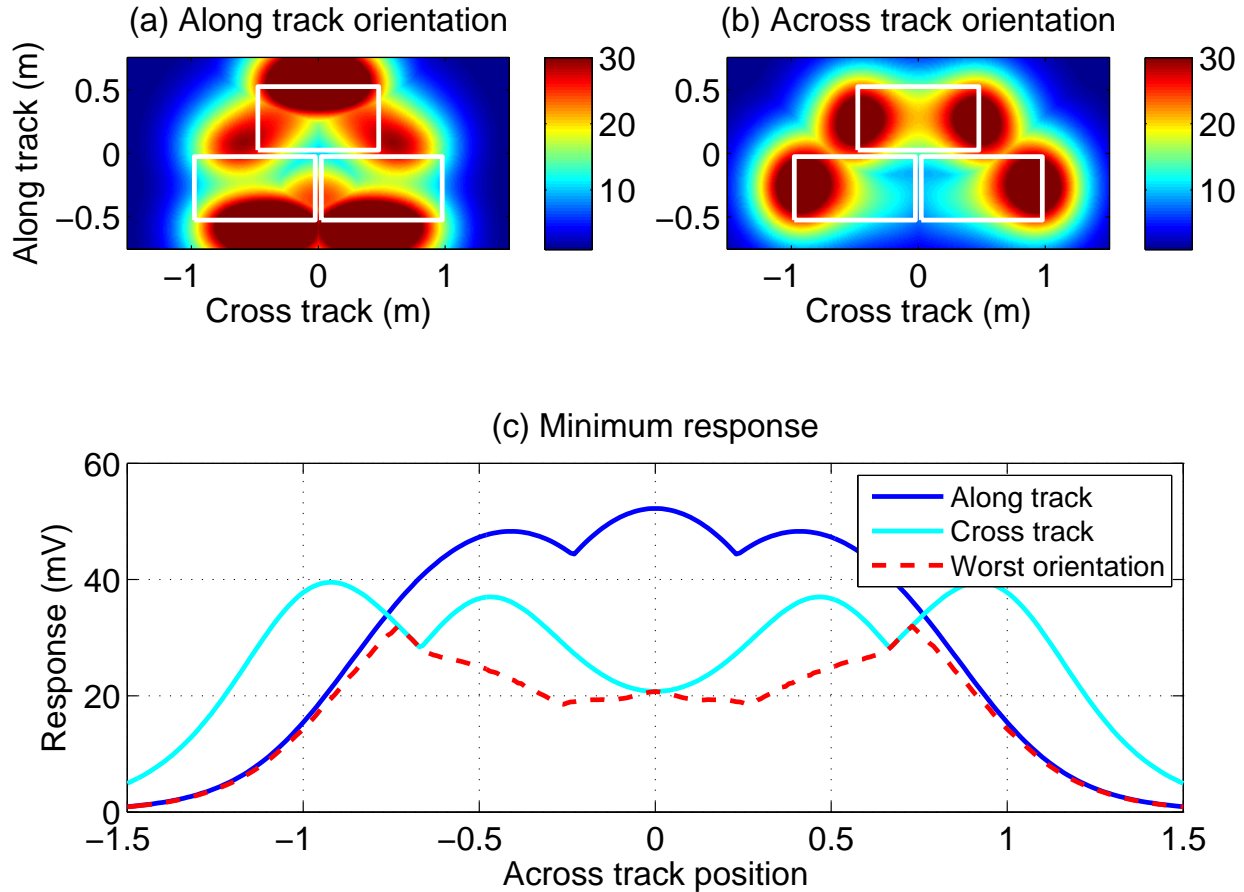 (a) Along track orientation
(b) Across track orientation
Along track (m)
0.5
0
−0.5
−1
0
1
Cross track (m)
30
20
10
0.5
0
−0.5
−1
0
1
Cross track (m)
30
20
10
(c) Minimum response
Response (mV)
60
40
20
0
−1.5
−1
−0.5
0
0.5
1
1.5
Across track position
Along track
Cross track
Worst orientation